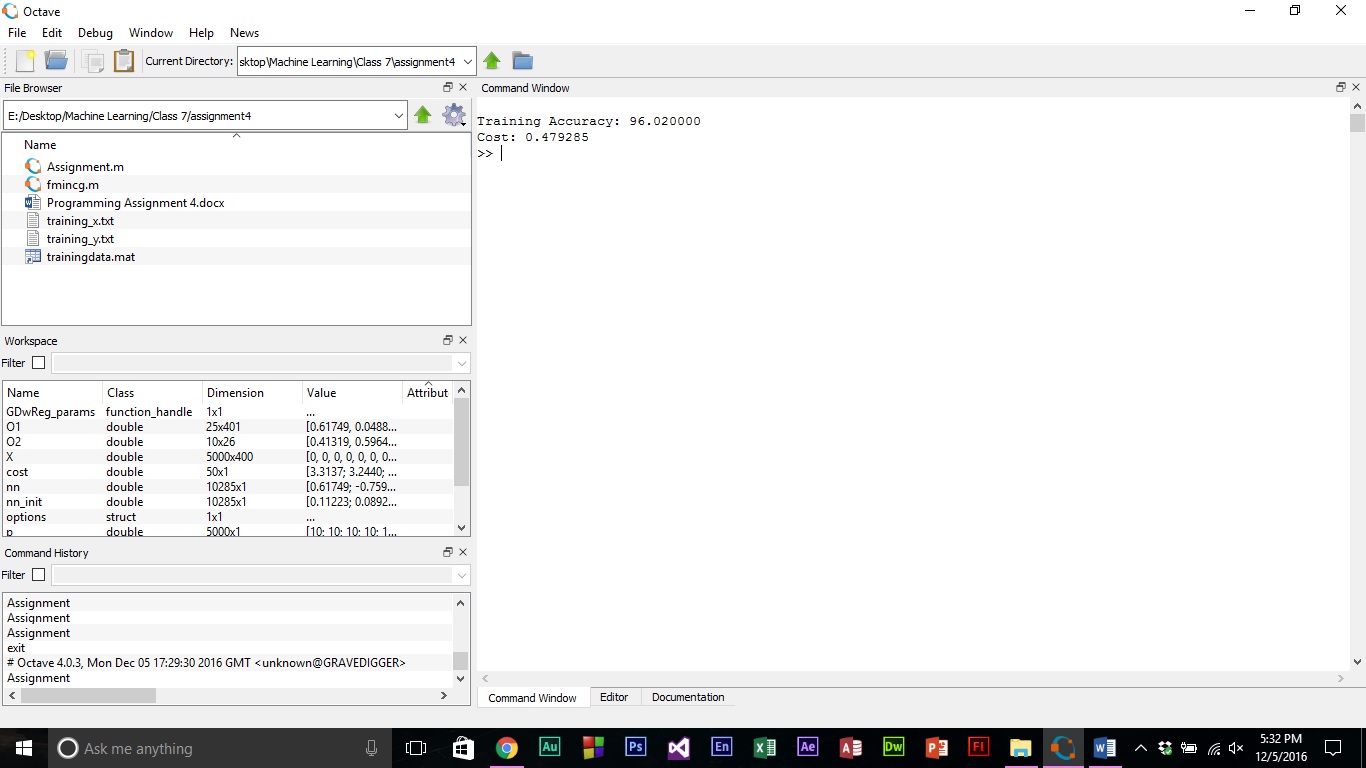 Octave
File Edit Debug Window Help News
Current Directory: sktop\Machine Learning\Class 7\assignment4
File Browser
E:/Desktop/Machine Learning/Class 7/assignment4
Name
Assignment.m
fmincg.m
Programming Assignment 4.docx
training_x.txt
training_y.txt
trainingdata.mat
Workspace
Filter
Name Class Dimension Value Attribut
GDwReg_params function_handle 1x1 ...
O1 double 25x401 [0.61749, 0.0488...
O2 double 10x26 [0.41319, 0.5964...
X double 5000x400 [0, 0, 0, 0, 0, 0, 0...
cost double 50x1 [3.3137; 3.2440; ...
nn double 10285x1 [0.61749; -0.759...
nn_init double 10285x1 [0.11223; 0.0892...
options struct 1x1 ...
p double 5000x1 [10; 10; 10; 10; 1...
Command History
Filter
Assignment
Assignment
Assignment
exit
# Octave 4.0.3, Mon Dec 05 17:29:30 2016 GMT <unknown@GRAVEDIGGER>
Assignment
Command Window
Training Accuracy: 96.020000
Cost: 0.479285
>>
Command Window Editor Documentation
Ask me anything
Au Ps En Ae Dw Fl
5:32 PM
12/5/2016